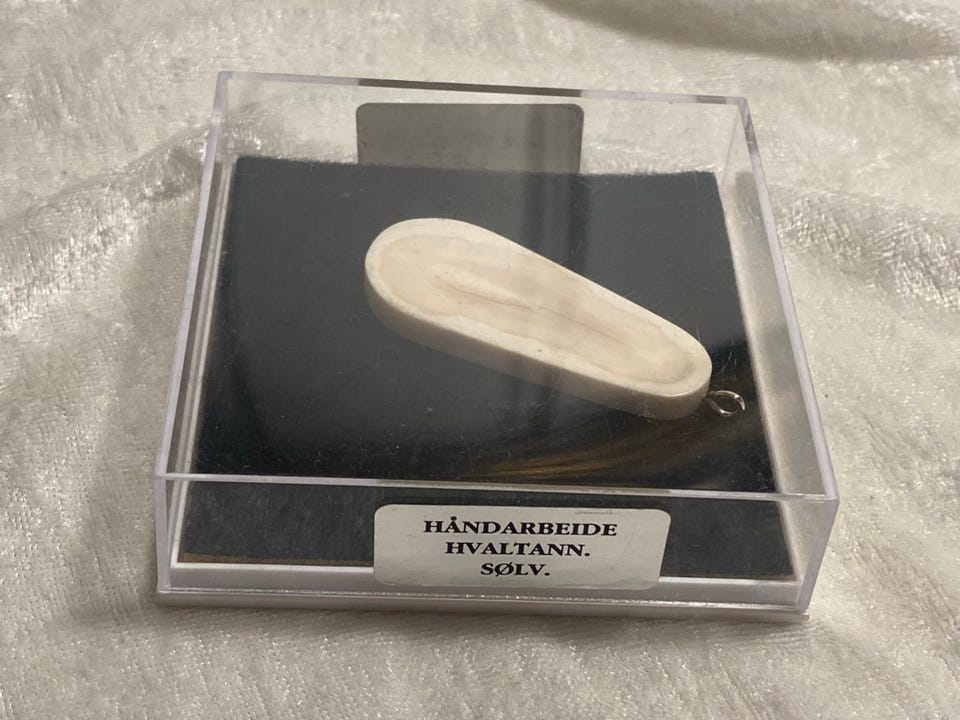 HÅNDARBEIDE
HVALTANN.
SØLV.